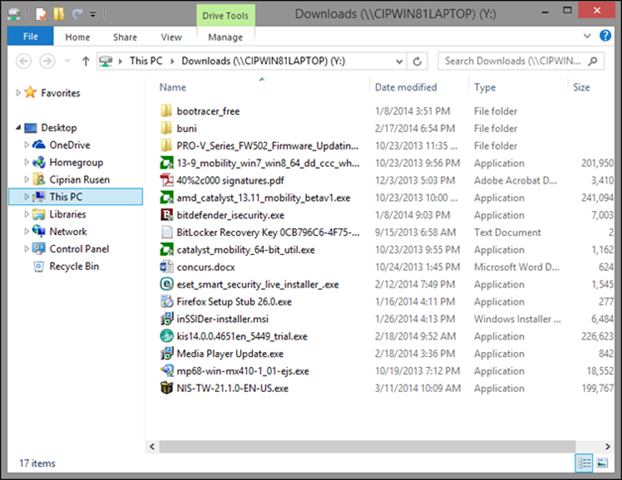 Drive Tools
Downloads (\\CIPWIN81LAPTOP) (Y:)
File Home Share View Manage
This PC Downloads (\\CIPWIN81LAPTOP) (Y:)
Search Downloads (\\CIPWIN...
Name Date modified Type Size
Favorites
Desktop
OneDrive
Homegroup
Ciprian Rusen
This PC
Libraries
Network
Control Panel
Recycle Bin
bootracer_free 1/8/2014 3:51 PM File folder
buni 2/17/2014 6:54 PM File folder
PRO-V_Series_FW502_Firmware_Updatin... 10/23/2013 11:35 ... File folder
13-9_mobility_win7_win8_64_dd_ccc_wh... 10/23/2013 9:56 PM Application 201,950
40%2c000 signatures.pdf 12/3/2013 5:03 PM Adobe Acrobat D... 3,410
amd_catalyst_13.11_mobility_betav1.exe 10/23/2013 10:00 ... Application 241,094
bitdefender_isecurity.exe 1/8/2014 9:03 PM Application 7,003
BitLocker Recovery Key 0CB796C6-4F75-... 9/15/2013 6:58 AM Text Document 2
catalyst_mobility_64-bit_util.exe 10/23/2013 9:55 PM Application 1,162
concurs.docx 10/24/2013 1:45 PM Microsoft Word D... 624
eset_smart_security_live_installer_.exe 2/12/2014 7:49 PM Application 1,545
Firefox Setup Stub 26.0.exe 1/16/2014 4:11 PM Application 277
inSSIDer-installer.msi 1/26/2014 4:13 PM Windows Installer ... 6,484
kis14.0.0.4651en_5449_trial.exe 2/18/2014 9:52 AM Application 226,623
Media Player Update.exe 2/18/2014 3:36 PM Application 842
mp68-win-mx410-1_01-ejs.exe 10/19/2013 7:12 PM Application 18,552
NIS-TW-21.1.0-EN-US.exe 3/11/2014 10:09 AM Application 199,767
17 items